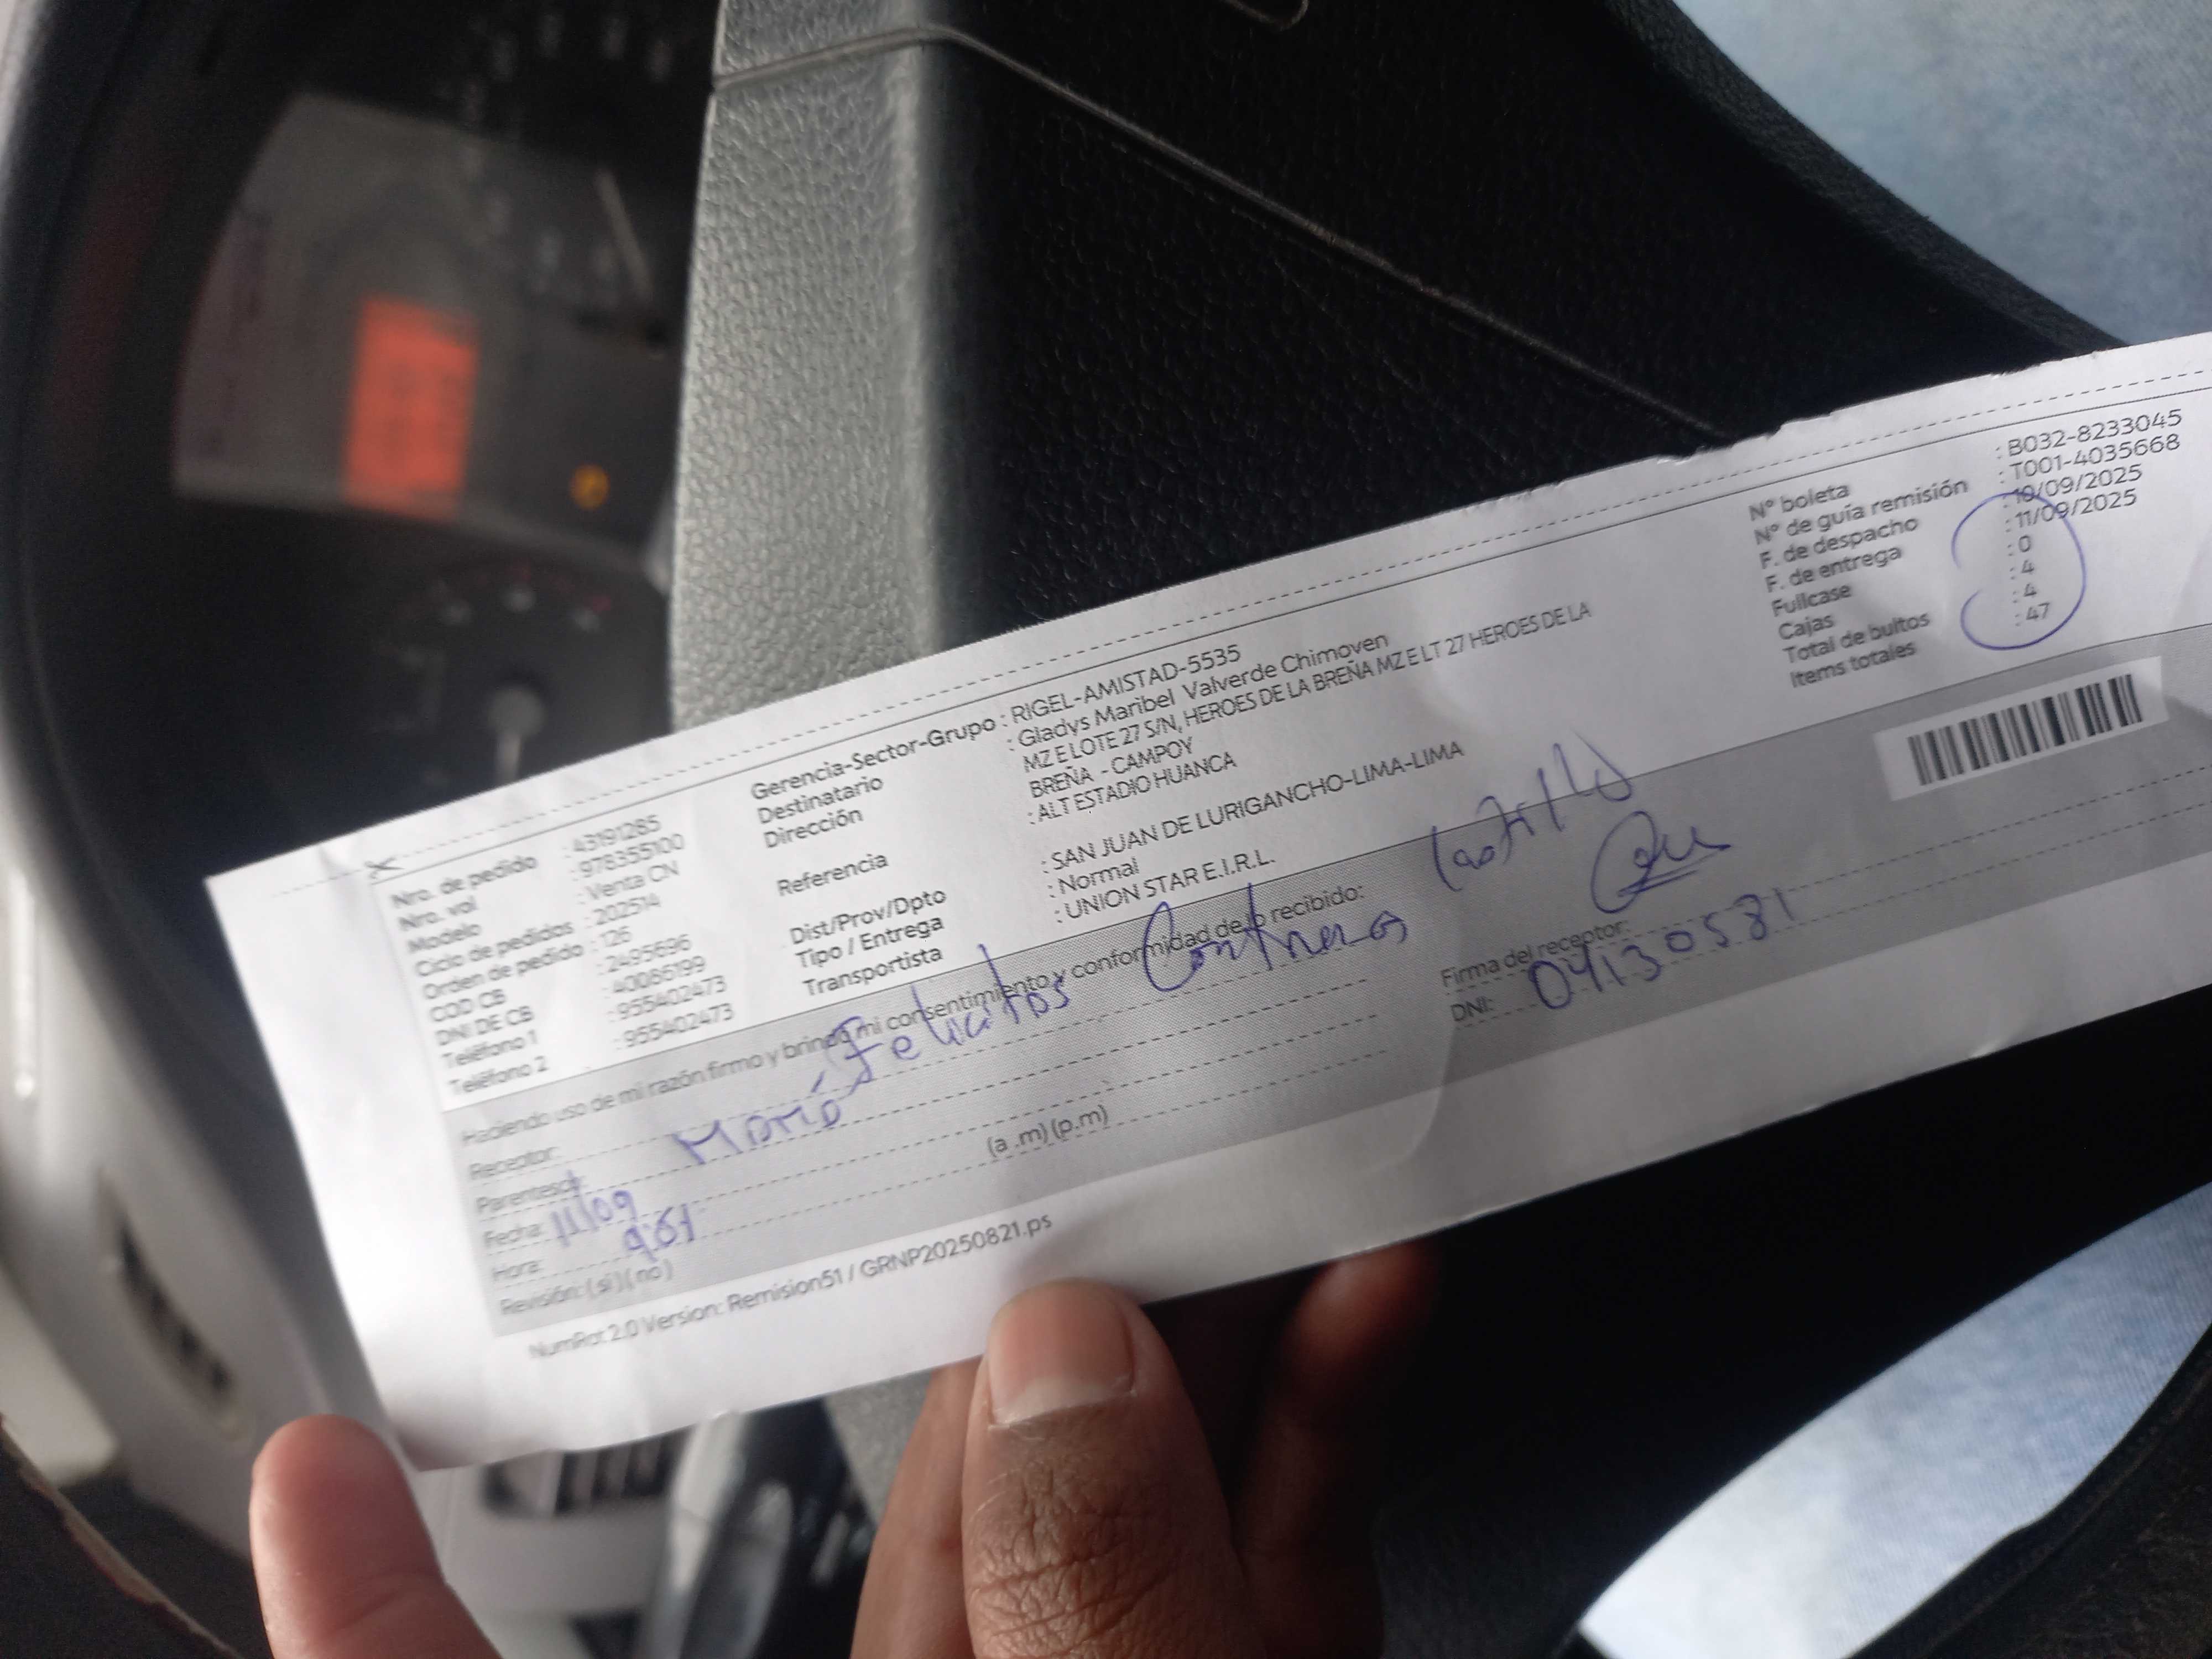 Nro. de pedido : 43191285
Nro. val : 978355100
Modelo : Venta CN
Ciclo de pedidos : 202514
Orden de pedido : 126
COD CB : 2495696
DNI DE CB : 40086199
Teléfono 1 : 955402473
Teléfono 2 : 955402473
Gerencia-Sector-Grupo : RIGEL-AMISTAD-5535
Destinatario : Gladys Maribel Valverde Chimoven
Dirección MZ E LOTE 27 S/N, HEROES DE LA BREÑA MZ E LT 27 HEROES DE LA
BREÑA - CAMPOY
Referencia : ALT ESTADIO HUANCA
Dist/Prov/Dpto : SAN JUAN DE LURIGANCHO-LIMA-LIMA
Tipo / Entrega : Normal
Transportista : UNION STAR E.I.R.L.
N° boleta : B032-8233045
N° de guía remisión : T001-4035668
F. de despacho : 10/09/2025
F. de entrega : 11/09/2025
Fullcase : 0
Cajas : 4
Total de bultos : 4
Items totales : 47
Haciendo uso de mi razón firmo y brindo mi consentimiento y conformidad de lo recibido:
Receptor: María Felicitas Contreras Castillo
Parentesco:
Fecha: 11/09
Hora: (a .m) (p.m)
Revisión: ( si ) ( no )
Firma del receptor:
DNI: 04130581
NumRot 2.0 Version: Remision51 / GRNP20250821.ps